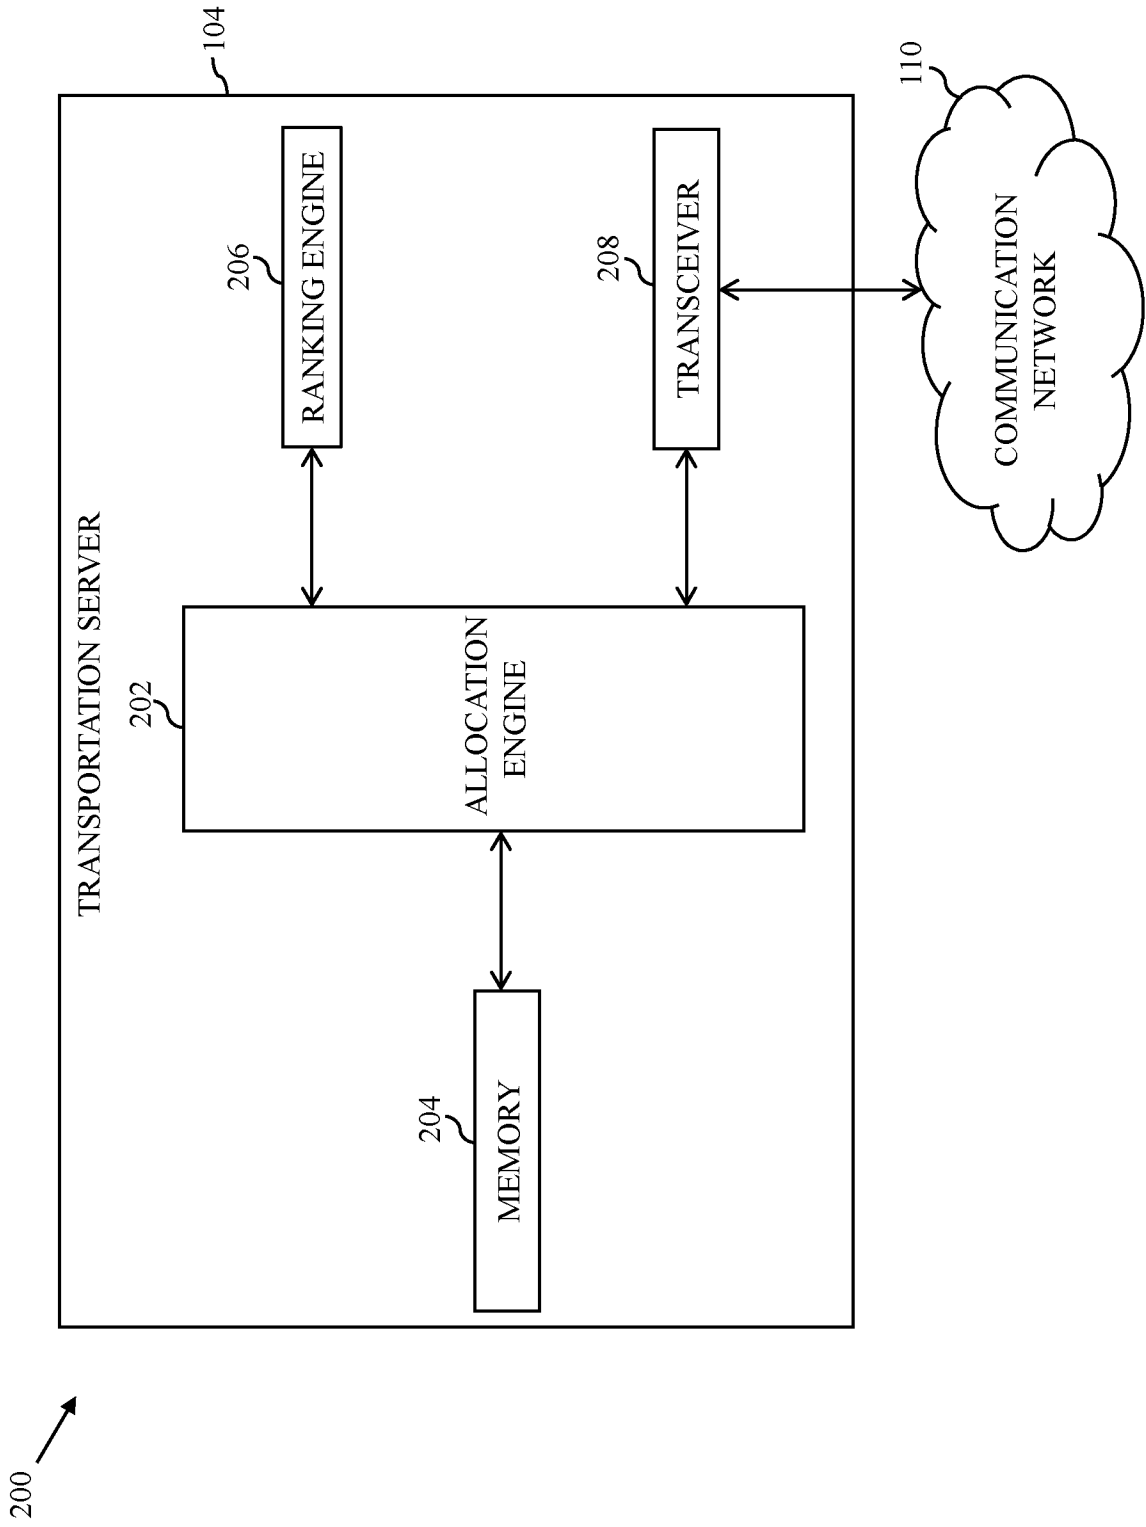 200
TRANSPORTATION SERVER
104
202
206
RANKING ENGINE
204
MEMORY
ALLOCATION
ENGINE
208
TRANSCEIVER
110
COMMUNICATION
NETWORK